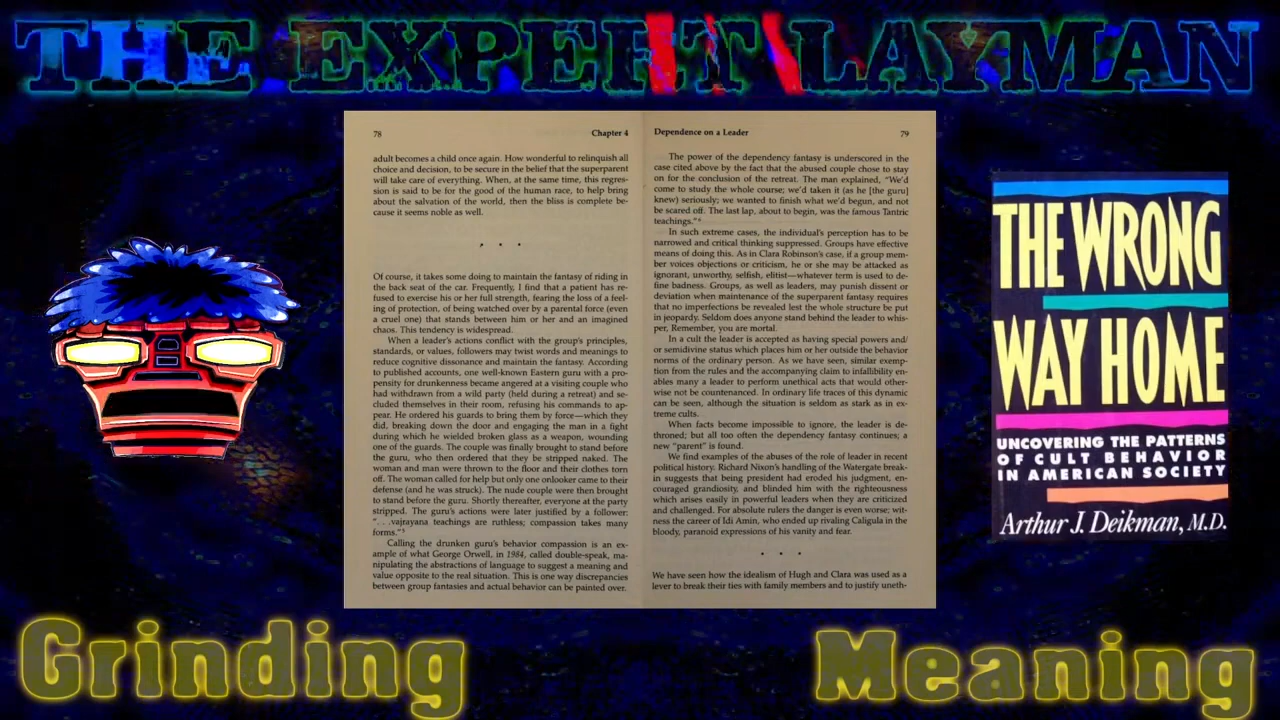 THE EXPERT LAYMAN
78 Chapter 4
adult becomes a child once again. How wonderful to relinquish all
choice and decision, to be secure in the belief that the superparent
will take care of everything. When, at the same time, this regres-
sion is said to be for the good of the human race, to help bring
about the salvation of the world, then the bliss is complete be-
cause it seems noble as well.
. . .
Of course, it takes some doing to maintain the fantasy of riding in
the back seat of the car. Frequently, I find that a patient has re-
fused to exercise his or her full strength, fearing the loss of a feel-
ing of protection, of being watched over by a parental force (even
a cruel one) that stands between him or her and an imagined
chaos. This tendency is widespread.
When a leader's actions conflict with the group's principles,
standards, or values, followers may twist words and meanings to
reduce cognitive dissonance and maintain the fantasy. According
to published accounts, one well-known Eastern guru with a pro-
pensity for drunkenness became angered at a visiting couple who
had withdrawn from a wild party (held during a retreat) and se-
cluded themselves in their room, refusing his commands to ap-
pear. He ordered his guards to bring them by force—which they
did, breaking down the door and engaging the man in a fight
during which he wielded broken glass as a weapon, wounding
one of the guards. The couple was finally brought to stand before
the guru, who then ordered that they be stripped naked. The
woman and man were thrown to the floor and their clothes torn
off. The woman called for help but only one onlooker came to their
defense (and he was struck). The nude couple were then brought
to stand before the guru. Shortly thereafter, everyone at the party
stripped. The guru's actions were later justified by a follower:
". . .vajrayana teachings are ruthless; compassion takes many
forms."³
Calling the drunken guru's behavior compassion is an ex-
ample of what George Orwell, in 1984, called double-speak, ma-
nipulating the abstractions of language to suggest a meaning and
value opposite to the real situation. This is one way discrepancies
between group fantasies and actual behavior can be painted over.
Dependence on a Leader 79
The power of the dependency fantasy is underscored in the
case cited above by the fact that the abused couple chose to stay
on for the conclusion of the retreat. The man explained, "We'd
come to study the whole course; we'd taken it (as he [the guru]
knew) seriously; we wanted to finish what we'd begun, and not
be scared off. The last lap, about to begin, was the famous Tantric
teachings."⁴
In such extreme cases, the individual's perception has to be
narrowed and critical thinking suppressed. Groups have effective
means of doing this. As in Clara Robinson's case, if a group mem-
ber voices objections or criticism, he or she may be attacked as
ignorant, unworthy, selfish, elitist—whatever term is used to de-
fine badness. Groups, as well as leaders, may punish dissent or
deviation when maintenance of the superparent fantasy requires
that no imperfections be revealed lest the whole structure be put
in jeopardy. Seldom does anyone stand behind the leader to whis-
per, Remember, you are mortal.
In a cult the leader is accepted as having special powers and/
or semidivine status which places him or her outside the behavior
norms of the ordinary person. As we have seen, similar exemp-
tion from the rules and the accompanying claim to infallibility en-
ables many a leader to perform unethical acts that would other-
wise not be countenanced. In ordinary life traces of this dynamic
can be seen, although the situation is seldom as stark as in ex-
treme cults.
When facts become impossible to ignore, the leader is de-
throned; but all too often the dependency fantasy continues; a
new "parent" is found.
We find examples of the abuses of the role of leader in recent
political history. Richard Nixon's handling of the Watergate break-
in suggests that being president had eroded his judgment, en-
couraged grandiosity, and blinded him with the righteousness
which arises easily in powerful leaders when they are criticized
and challenged. For absolute rulers the danger is even worse; wit-
ness the career of Idi Amin, who ended up rivaling Caligula in the
bloody, paranoid expressions of his vanity and fear.
. . .
We have seen how the idealism of Hugh and Clara was used as a
lever to break their ties with family members and to justify uneth-
THE WRONG
WAY HOME
UNCOVERING THE PATTERNS
OF CULT BEHAVIOR
IN AMERICAN SOCIETY
Arthur J. Deikman, M.D.
Grinding Meaning